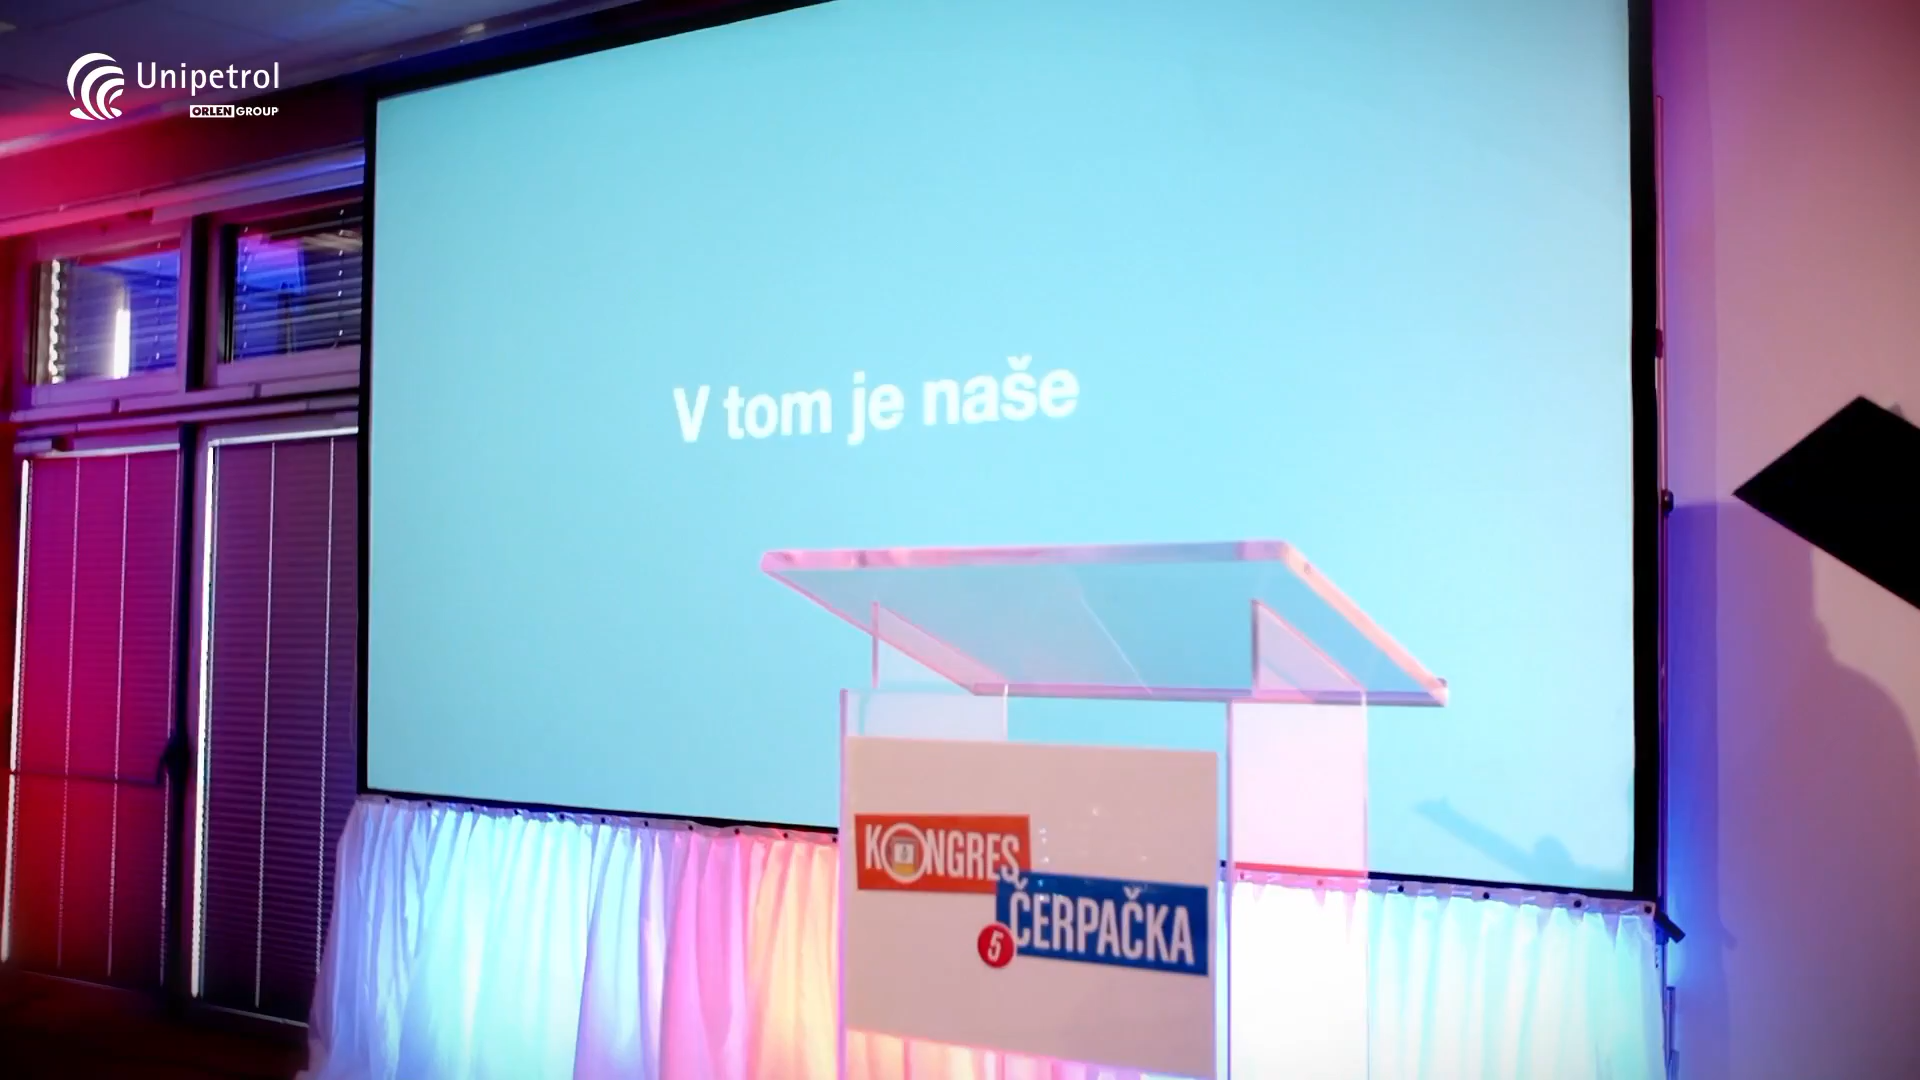 Unipetrol
ORLEN GROUP
V tom je naše
KONGRES
ČERPAČKA
5